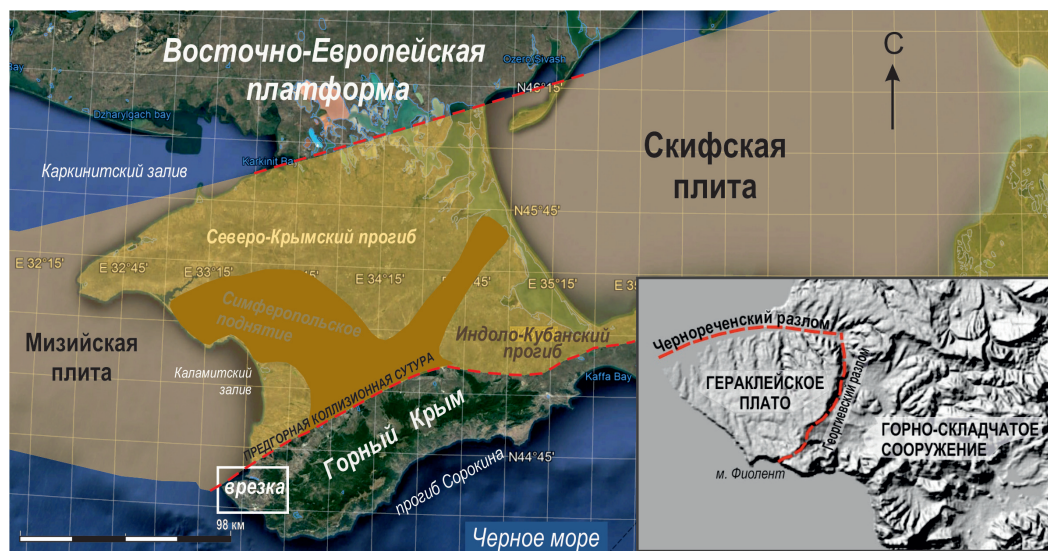 Восточно-Европейская
платформа
Ozero Sivash
N46°15'
С
Dzharylgach bay
Karkinit Ba
Каркинитский залив
Скифская
плита
N45°45'
Северо-Крымский прогиб
E 32°15'
E 32°45'
E 33°15'
45'
E 34°15'
E 35°15'
E 35
Симферопольское
поднятие
Индоло-Кубанский
прогиб
Мизийская
плита
Каламитский
залив
ПРЕДГОРНАЯ КОЛЛИЗИОННАЯ СУТУРА
Kaffa Bay
Горный Крым
N44°45'
прогиб Сорокина
врезка
98 км
Черное море
Чернореченский разлом
ГЕРАКЛЕЙСКОЕ
ПЛАТО
Георгиевский разлом
ГОРНО-СКЛАДЧАТОЕ
СООРУЖЕНИЕ
м. Фиолент